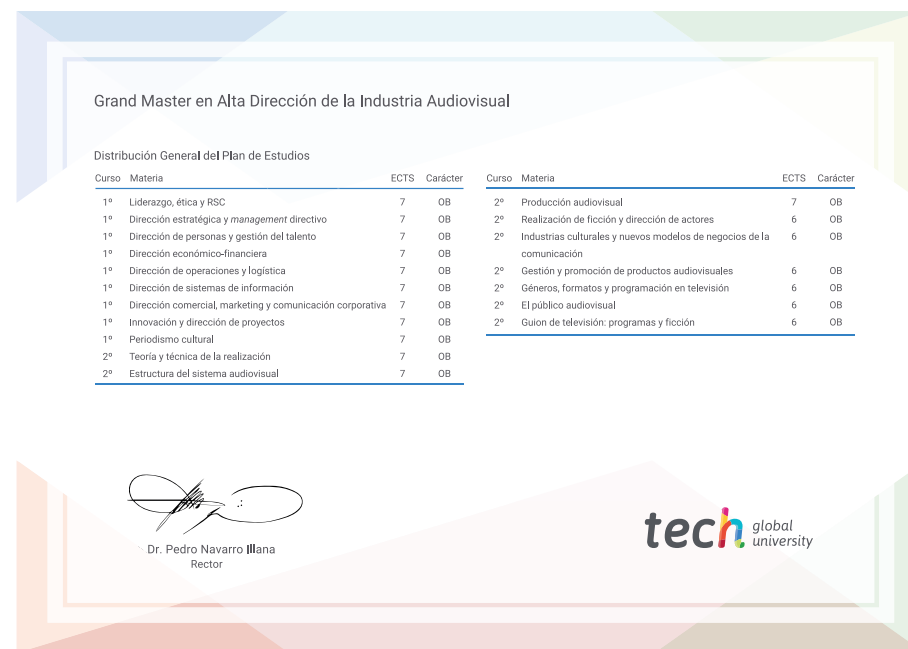 Grand Master en Alta Dirección de la Industria Audiovisual
Distribución General del Plan de Estudios
Curso Materia ECTS Carácter
1º Liderazgo, ética y RSC 7 OB
1º Dirección estratégica y management directivo 7 OB
1º Dirección de personas y gestión del talento 7 OB
1º Dirección económico-financiera 7 OB
1º Dirección de operaciones y logística 7 OB
1º Dirección de sistemas de información 7 OB
1º Dirección comercial, marketing y comunicación corporativa 7 OB
1º Innovación y dirección de proyectos 7 OB
1º Periodismo cultural 7 OB
2º Teoría y técnica de la realización 7 OB
2º Estructura del sistema audiovisual 7 OB
Curso Materia ECTS Carácter
2º Producción audiovisual 7 OB
2º Realización de ficción y dirección de actores 6 OB
2º Industrias culturales y nuevos modelos de negocios de la 6 OB
comunicación
2º Gestión y promoción de productos audiovisuales 6 OB
2º Géneros, formatos y programación en televisión 6 OB
2º El público audiovisual 6 OB
2º Guion de televisión: programas y ficción 6 OB
Dr. Pedro Navarro Illana
Rector
tech global
university